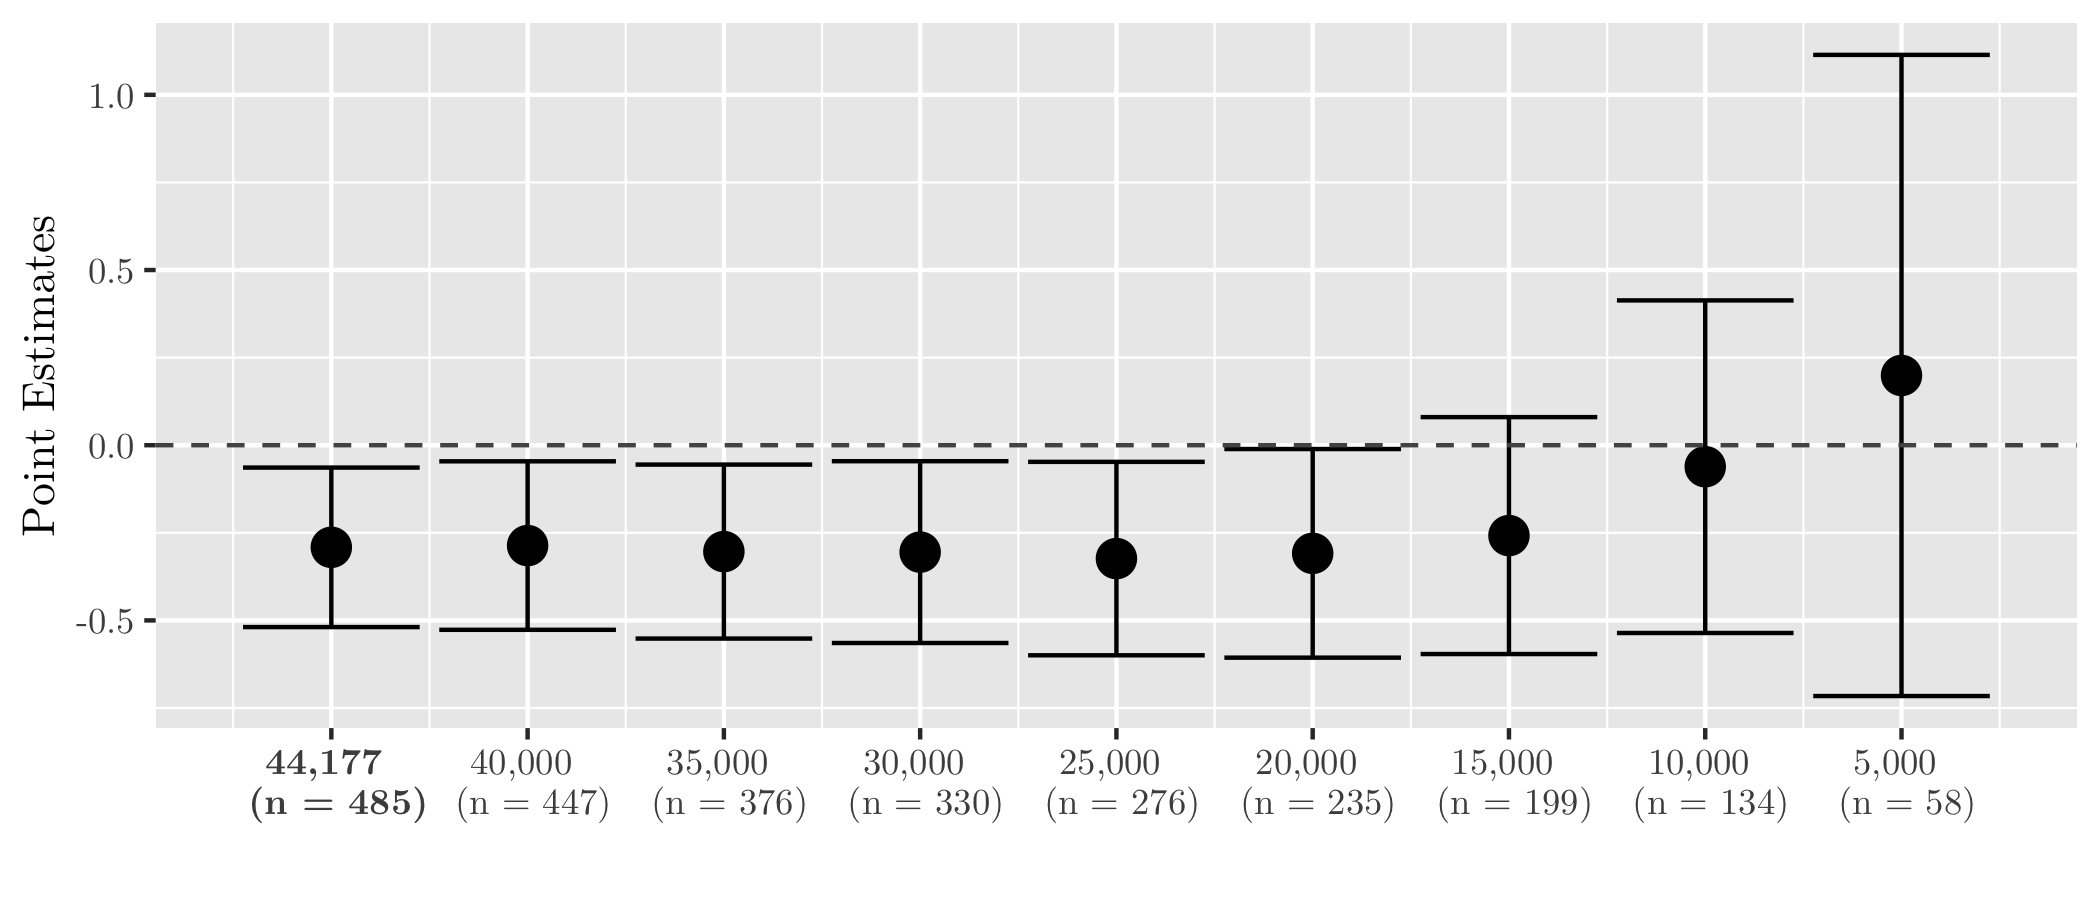 Point Estimates
1.0
0.5
0.0
-0.5
44,177 40,000 35,000 30,000 25,000 20,000 15,000 10,000 5,000
(n = 485) (n = 447) (n = 376) (n = 330) (n = 276) (n = 235) (n = 199) (n = 134) (n = 58)